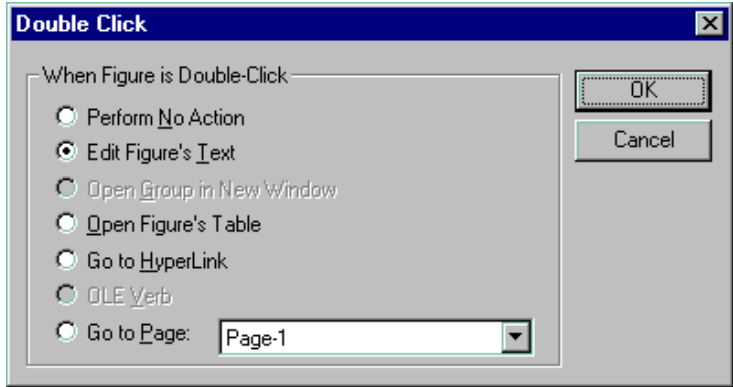 Double Click
When Figure is Double-Click
Perform No Action
Edit Figure's Text
Open Group in New Window
Open Figure's Table
Go to HyperLink
OLE Verb
Go to Page: Page-1
OK
Cancel